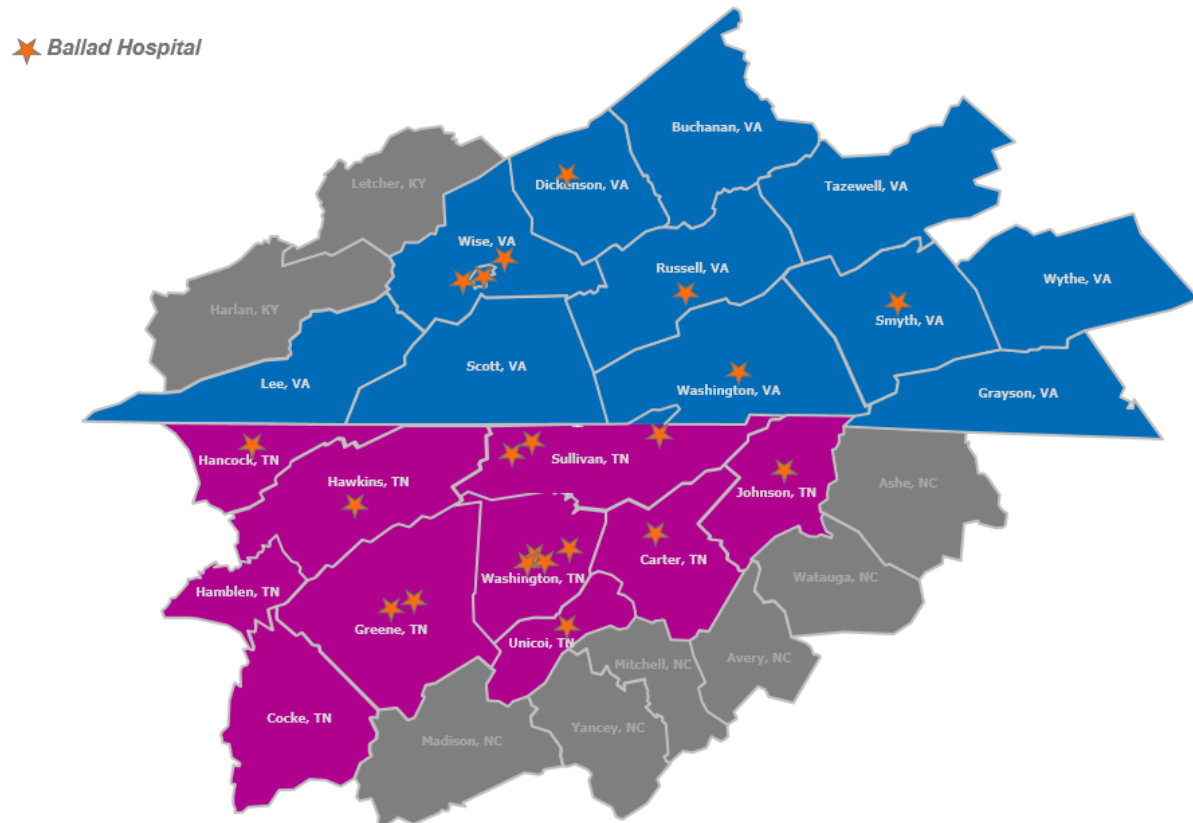 Ballad Hospital
Buchanan, VA
Letcher, KY
Dickenson, VA
Tazewell, VA
Wise, VA
Russell, VA
Wythe, VA
Harlan, KY
Smyth, VA
Scott, VA
Lee, VA
Washington, VA
Grayson, VA
Hancock, TN
Sullivan, TN
Hawkins, TN
Johnson, TN
Ashe, NC
Carter, TN
Washington, TN
Watauga, NC
Hamblen, TN
Greene, TN
Unicoi, TN
Avery, NC
Mitchell, NC
Cocke, TN
Yancey, NC
Madison, NC